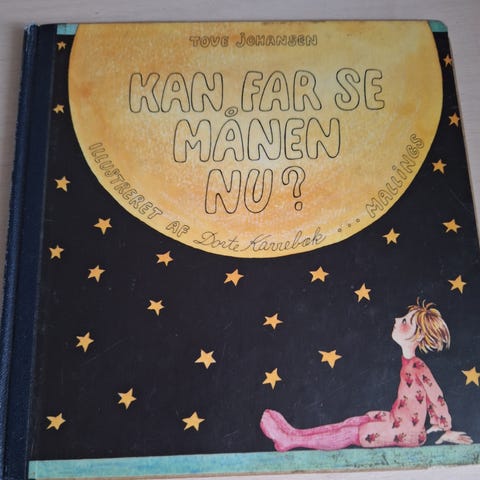 TOVE JOHANSEN
KAN FAR SE
MÅNEN
NU?
ILLUSTRERET AF Dorte Karrebæk ... MALLINGS